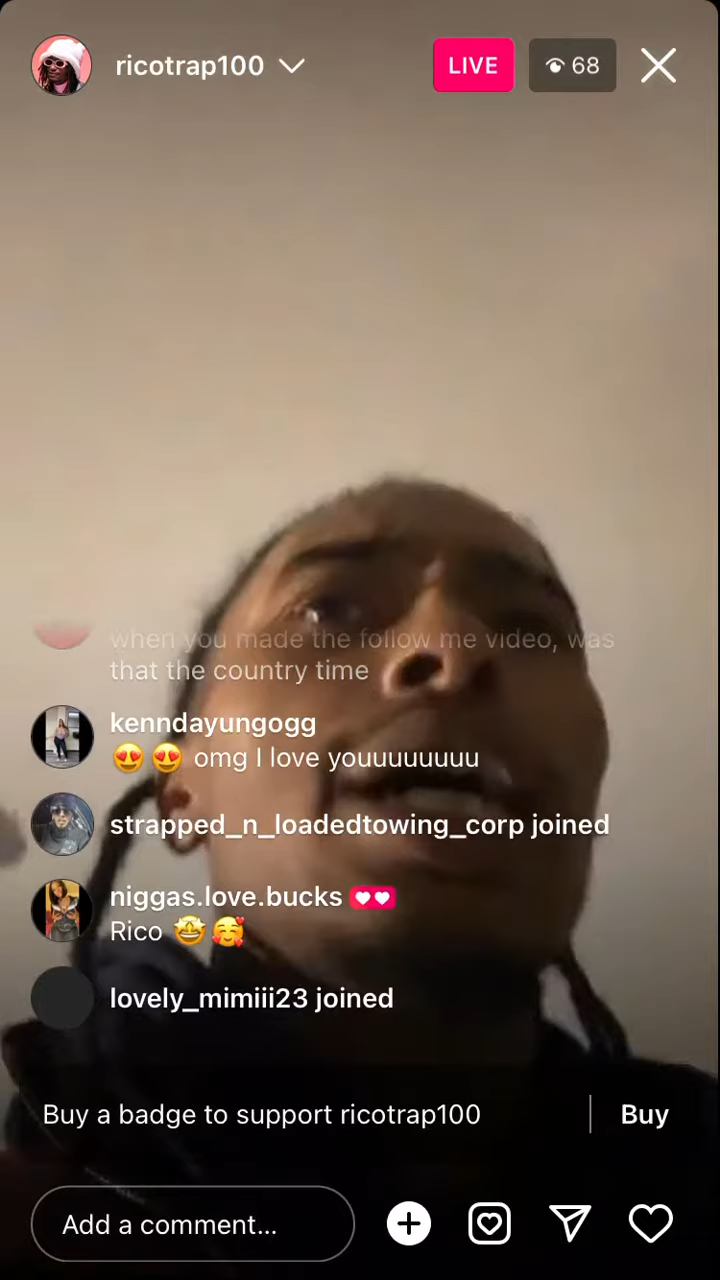 ricotrap100
LIVE
68
when you made the follow me video, was
that the country time
kenndayungogg
😍 😍 omg I love youuuuuuuu
strapped_n_loadedtowing_corp joined
niggas.love.bucks
Rico 🤩 🥰
lovely_mimiii23 joined
Buy a badge to support ricotrap100
Buy
Add a comment...